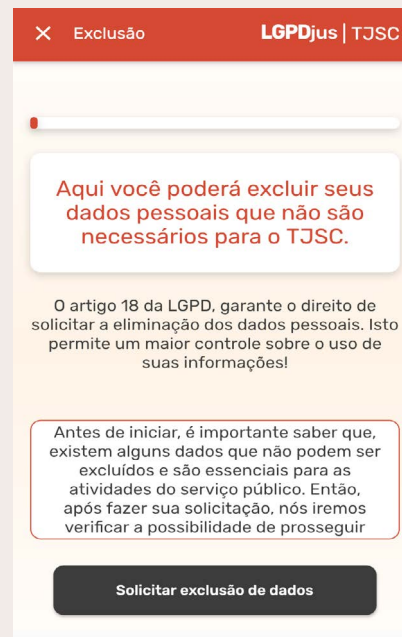 Exclusão LGPDjus | TJSC
Aqui você poderá excluir seus
dados pessoais que não são
necessários para o TJSC.
O artigo 18 da LGPD, garante o direito de
solicitar a eliminação dos dados pessoais. Isto
permite um maior controle sobre o uso de
suas informações!
Antes de iniciar, é importante saber que,
existem alguns dados que não podem ser
excluídos e são essenciais para as
atividades do serviço público. Então,
após fazer sua solicitação, nós iremos
verificar a possibilidade de prosseguir
Solicitar exclusão de dados